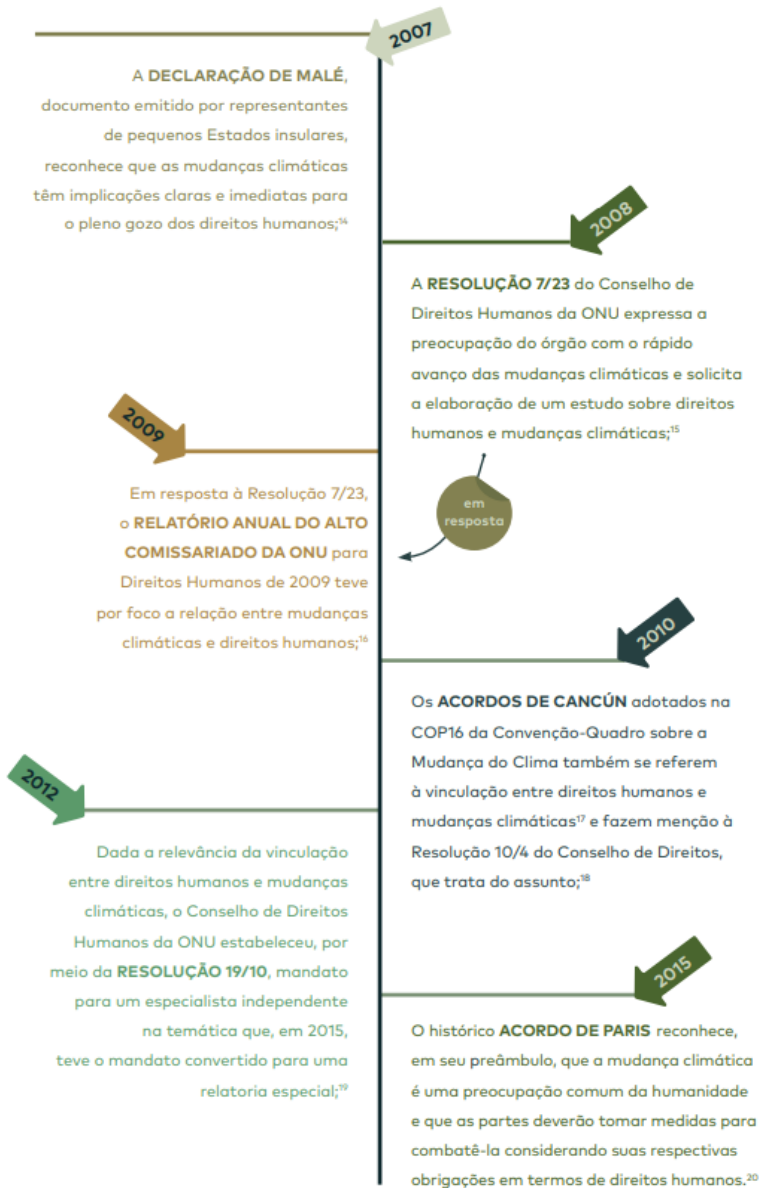 2007
A DECLARAÇÃO DE MALÉ,
documento emitido por representantes
de pequenos Estados insulares,
reconhece que as mudanças climáticas
têm implicações claras e imediatas para
o pleno gozo dos direitos humanos;¹⁴
2008
A RESOLUÇÃO 7/23 do Conselho de
Direitos Humanos da ONU expressa a
preocupação do órgão com o rápido
avanço das mudanças climáticas e solicita
a elaboração de um estudo sobre direitos
humanos e mudanças climáticas;¹⁵
em
resposta
2009
Em resposta à Resolução 7/23,
o RELATÓRIO ANUAL DO ALTO
COMISSARIADO DA ONU para
Direitos Humanos de 2009 teve
por foco a relação entre mudanças
climáticas e direitos humanos;¹⁶
2010
Os ACORDOS DE CANCÚN adotados na
COP16 da Convenção-Quadro sobre a
Mudança do Clima também se referem
à vinculação entre direitos humanos e
mudanças climáticas¹⁷ e fazem menção à
Resolução 10/4 do Conselho de Direitos,
que trata do assunto;¹⁸
2012
Dada a relevância da vinculação
entre direitos humanos e mudanças
climáticas, o Conselho de Direitos
Humanos da ONU estabeleceu, por
meio da RESOLUÇÃO 19/10, mandato
para um especialista independente
na temática que, em 2015,
teve o mandato convertido para uma
relatoria especial;¹⁹
2015
O histórico ACORDO DE PARIS reconhece,
em seu preâmbulo, que a mudança climática
é uma preocupação comum da humanidade
e que as partes deverão tomar medidas para
combatê-la considerando suas respectivas
obrigações em termos de direitos humanos.²⁰